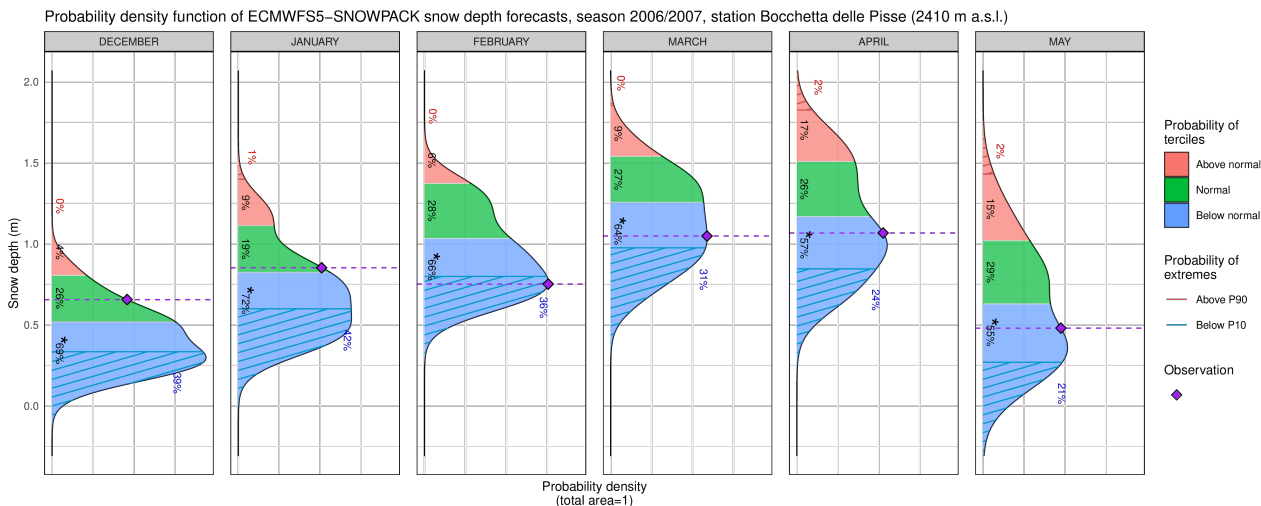 Probability density function of ECMWFS5−SNOWPACK snow depth forecasts, season 2006/2007, station Bocchetta delle Pisse (2410 m a.s.l.)
DECEMBER
JANUARY
FEBRUARY
MARCH
APRIL
MAY
Snow depth (m)
2.0
1.5
1.0
0.5
0.0
0%
4%
26%
*
69%
39%
1%
9%
19%
*
72%
42%
0%
6%
28%
*
66%
36%
0%
9%
27%
*
64%
31%
2%
17%
26%
*
57%
24%
2%
15%
29%
*
55%
21%
Probability density
(total area=1)
Probability of
terciles
Above normal
Normal
Below normal
Probability of
extremes
Above P90
Below P10
Observation